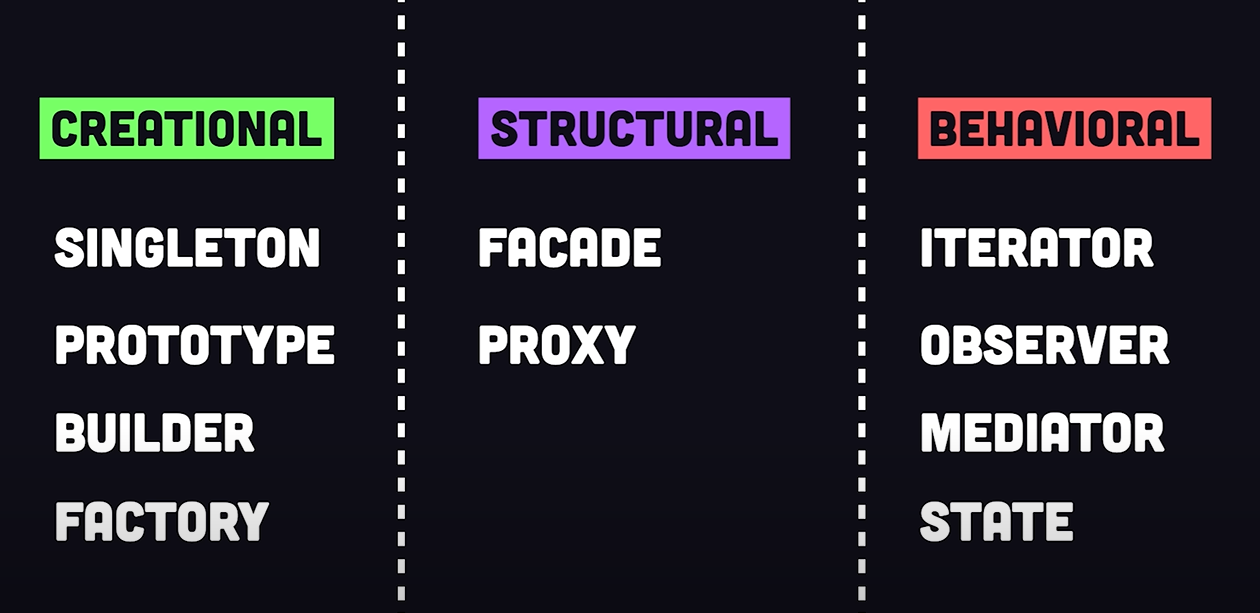 CREATIONAL
SINGLETON
PROTOTYPE
BUILDER
FACTORY
STRUCTURAL
FACADE
PROXY
BEHAVIORAL
ITERATOR
OBSERVER
MEDIATOR
STATE